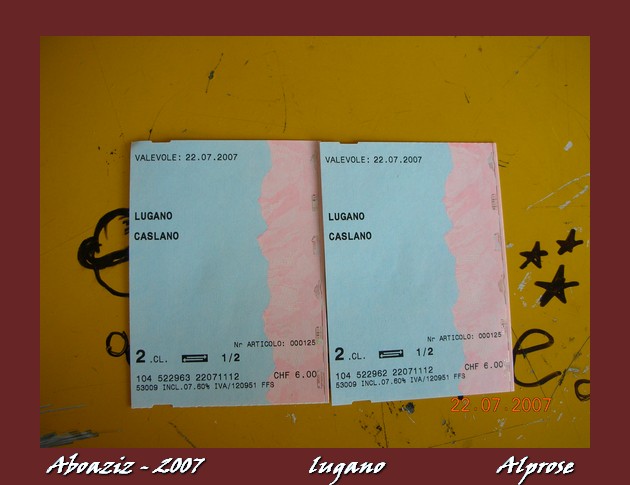 VALEVOLE: 22.07.2007
LUGANO
CASLANO
Nr ARTICOLO: 000125
2.CL. 1/2
CHF 6.00
104 522963 22071112
53009 INCL.07.60% IVA/120951 FFS
VALEVOLE: 22.07.2007
LUGANO
CASLANO
Nr ARTICOLO: 000125
2.CL. 1/2
CHF 6.00
104 522962 22071112
53009 INCL.07.60% IVA/120951 FFS
a
e
22.07.2007
Aboaziz - 2007 lugano Alprose